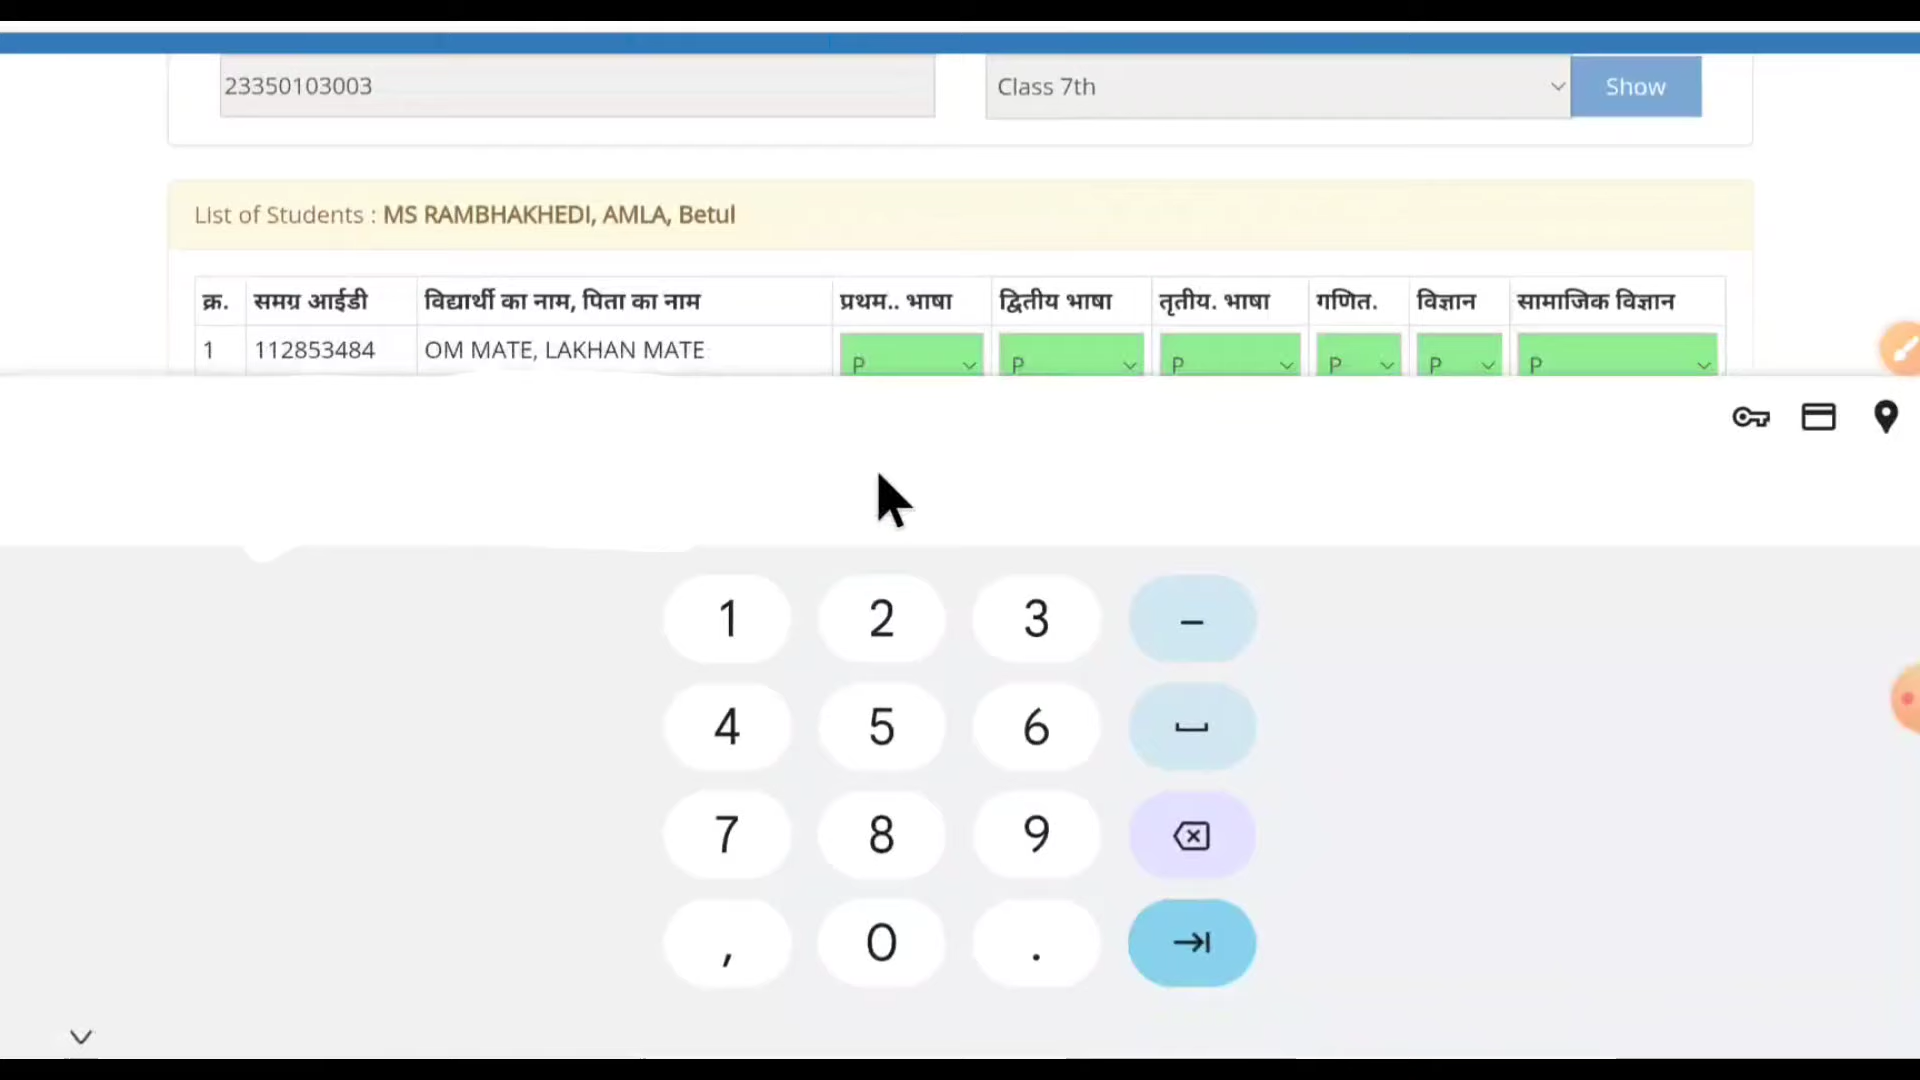 23350103003 Class 7th Show
List of Students : MS RAMBHAKHEDI, AMLA, Betul
क्र. समग्र आईडी विद्यार्थी का नाम, पिता का नाम प्रथम.. भाषा द्वितीय भाषा तृतीय. भाषा गणित. विज्ञान सामाजिक विज्ञान
1 112853484 OM MATE, LAKHAN MATE P P P P P P
1 2 3 –
4 5 6
7 8 9
, 0 .